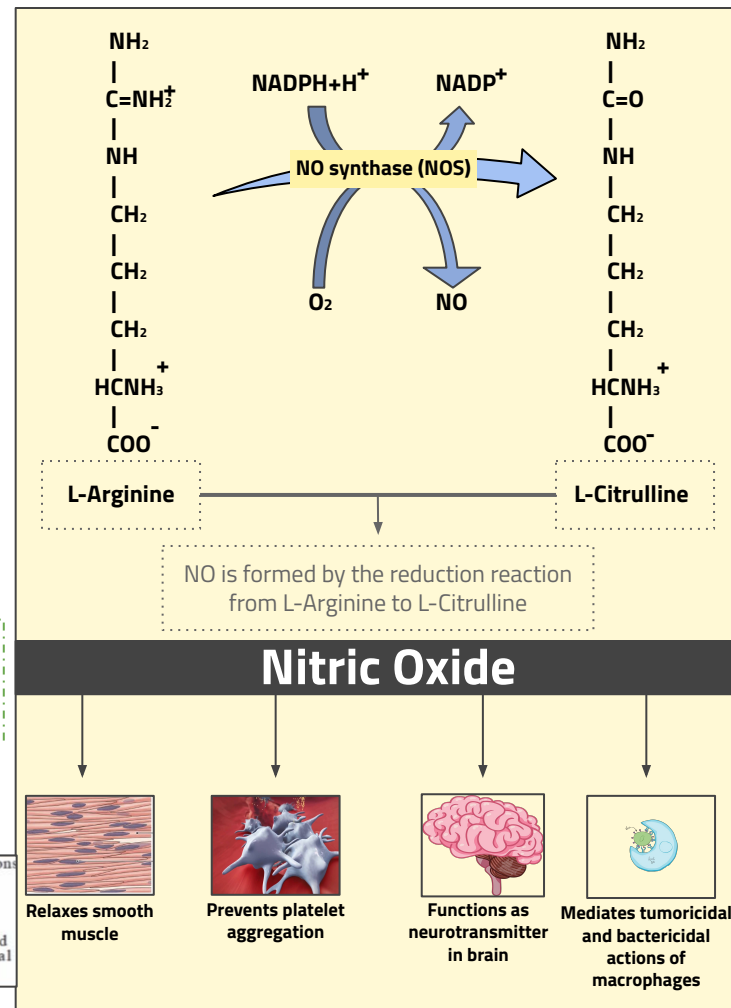 NH₂
C=NH₂⁺
NH
CH₂
CH₂
CH₂
HCNH₃⁺
COO⁻
L-Arginine
NADPH+H⁺
NADP⁺
NO synthase (NOS)
O₂
NO
NH₂
C=O
NH
CH₂
CH₂
CH₂
HCNH₃⁺
COO⁻
L-Citrulline
NO is formed by the reduction reaction
from L-Arginine to L-Citrulline
Nitric Oxide
Relaxes smooth
muscle
Prevents platelet
aggregation
Functions as
neurotransmitter
in brain
Mediates tumoricidal
and bactericidal
actions of
macrophages